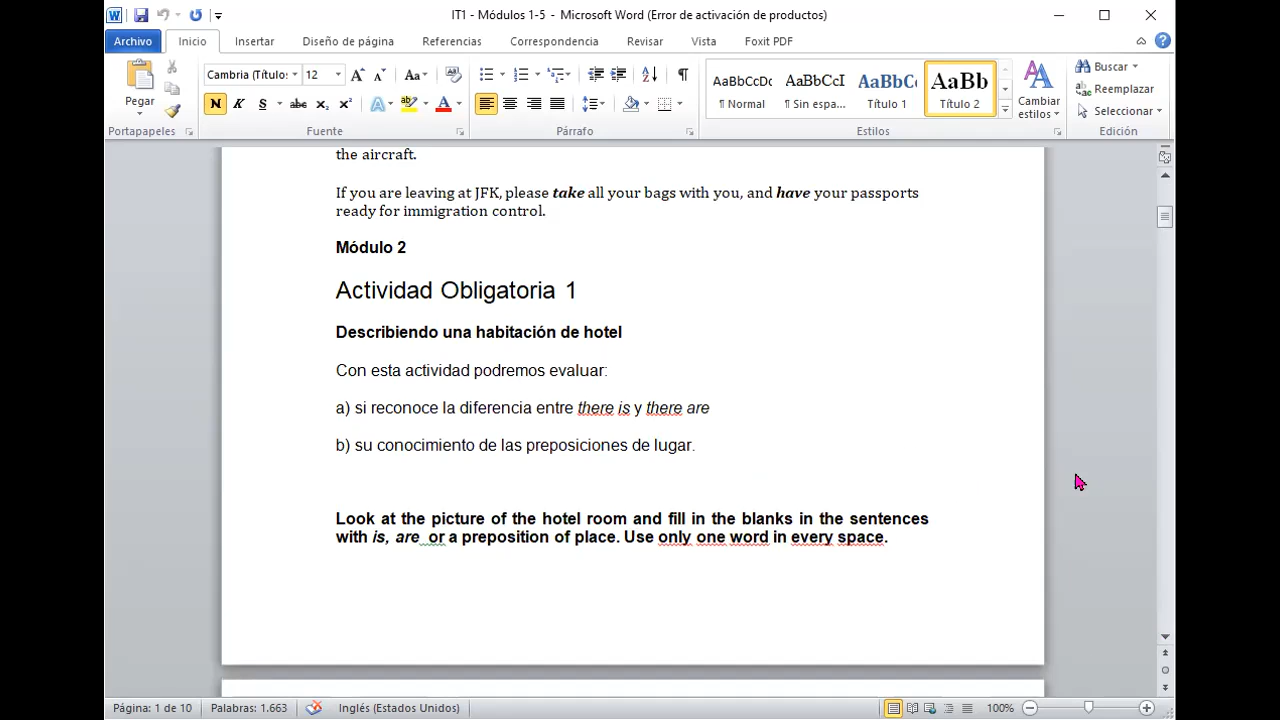 IT1 - Módulos 1-5 - Microsoft Word (Error de activación de productos)
Archivo Inicio Insertar Diseño de página Referencias Correspondencia Revisar Vista Foxit PDF
Pegar
Portapapeles
Cambria (Título: 12
Aa
N K S abc x₂ x² A A
Fuente
Párrafo
AaBbCcDc AaBbCcI AaBbC AaBb
¶ Normal ¶ Sin espa... Título 1 Título 2
Cambiar estilos
Estilos
Buscar
Reemplazar
Seleccionar
Edición
the aircraft.
If you are leaving at JFK, please take all your bags with you, and have your passports
ready for immigration control.
Módulo 2
Actividad Obligatoria 1
Describiendo una habitación de hotel
Con esta actividad podremos evaluar:
a) si reconoce la diferencia entre there is y there are
b) su conocimiento de las preposiciones de lugar.
Look at the picture of the hotel room and fill in the blanks in the sentences
with is, are or a preposition of place. Use only one word in every space.
Página: 1 de 10 Palabras: 1.663 Inglés (Estados Unidos) 100%